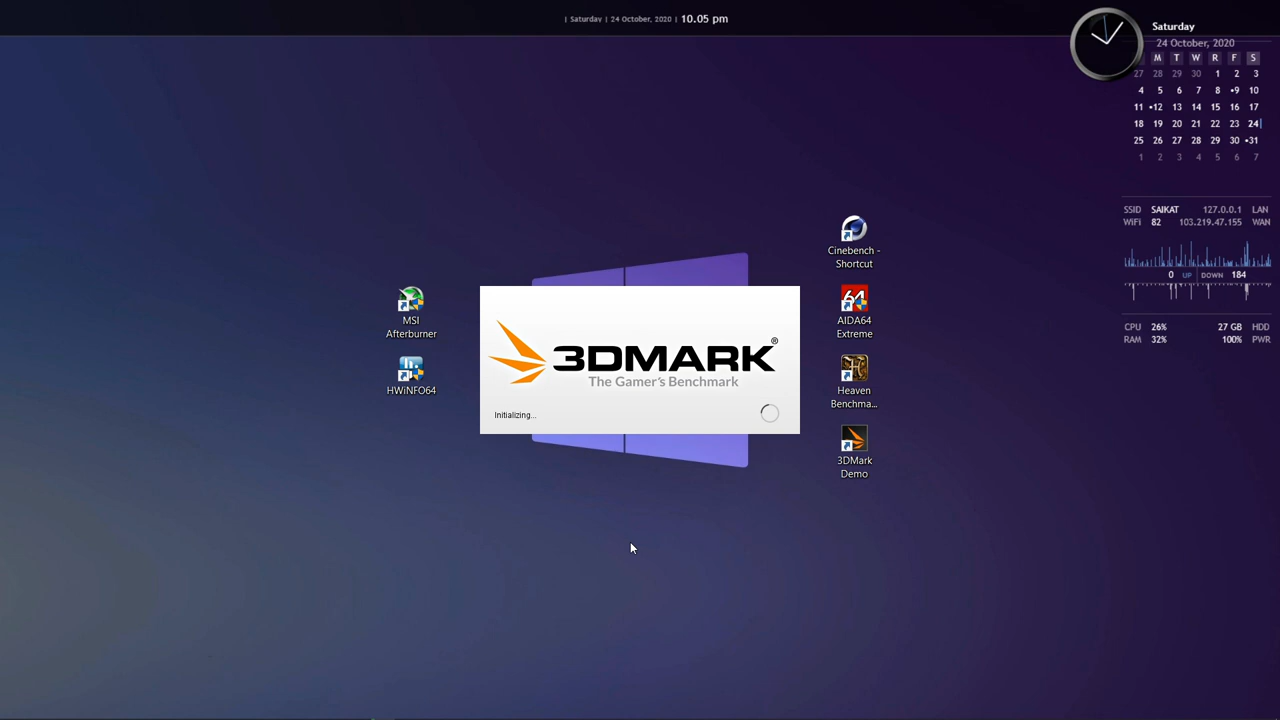 | Saturday | 24 October, 2020 | 10.05 pm
Saturday
24 October, 2020
M T W R F S
27 28 29 30 1 2 3
4 5 6 7 8 •9 10
11 •12 13 14 15 16 17
18 19 20 21 22 23 24
25 26 27 28 29 30 •31
1 2 3 4 5 6 7
SSID SAIKAT 127.0.0.1 LAN
WiFi 82 103.219.47.155 WAN
0 UP DOWN 184
CPU 26% 27 GB HDD
RAM 32% 100% PWR
MSI
Afterburner
HWiNFO64
3DMARK®
The Gamer's Benchmark
Initializing...
Cinebench -
Shortcut
64
AIDA64
Extreme
Heaven
Benchma...
3DMark
Demo